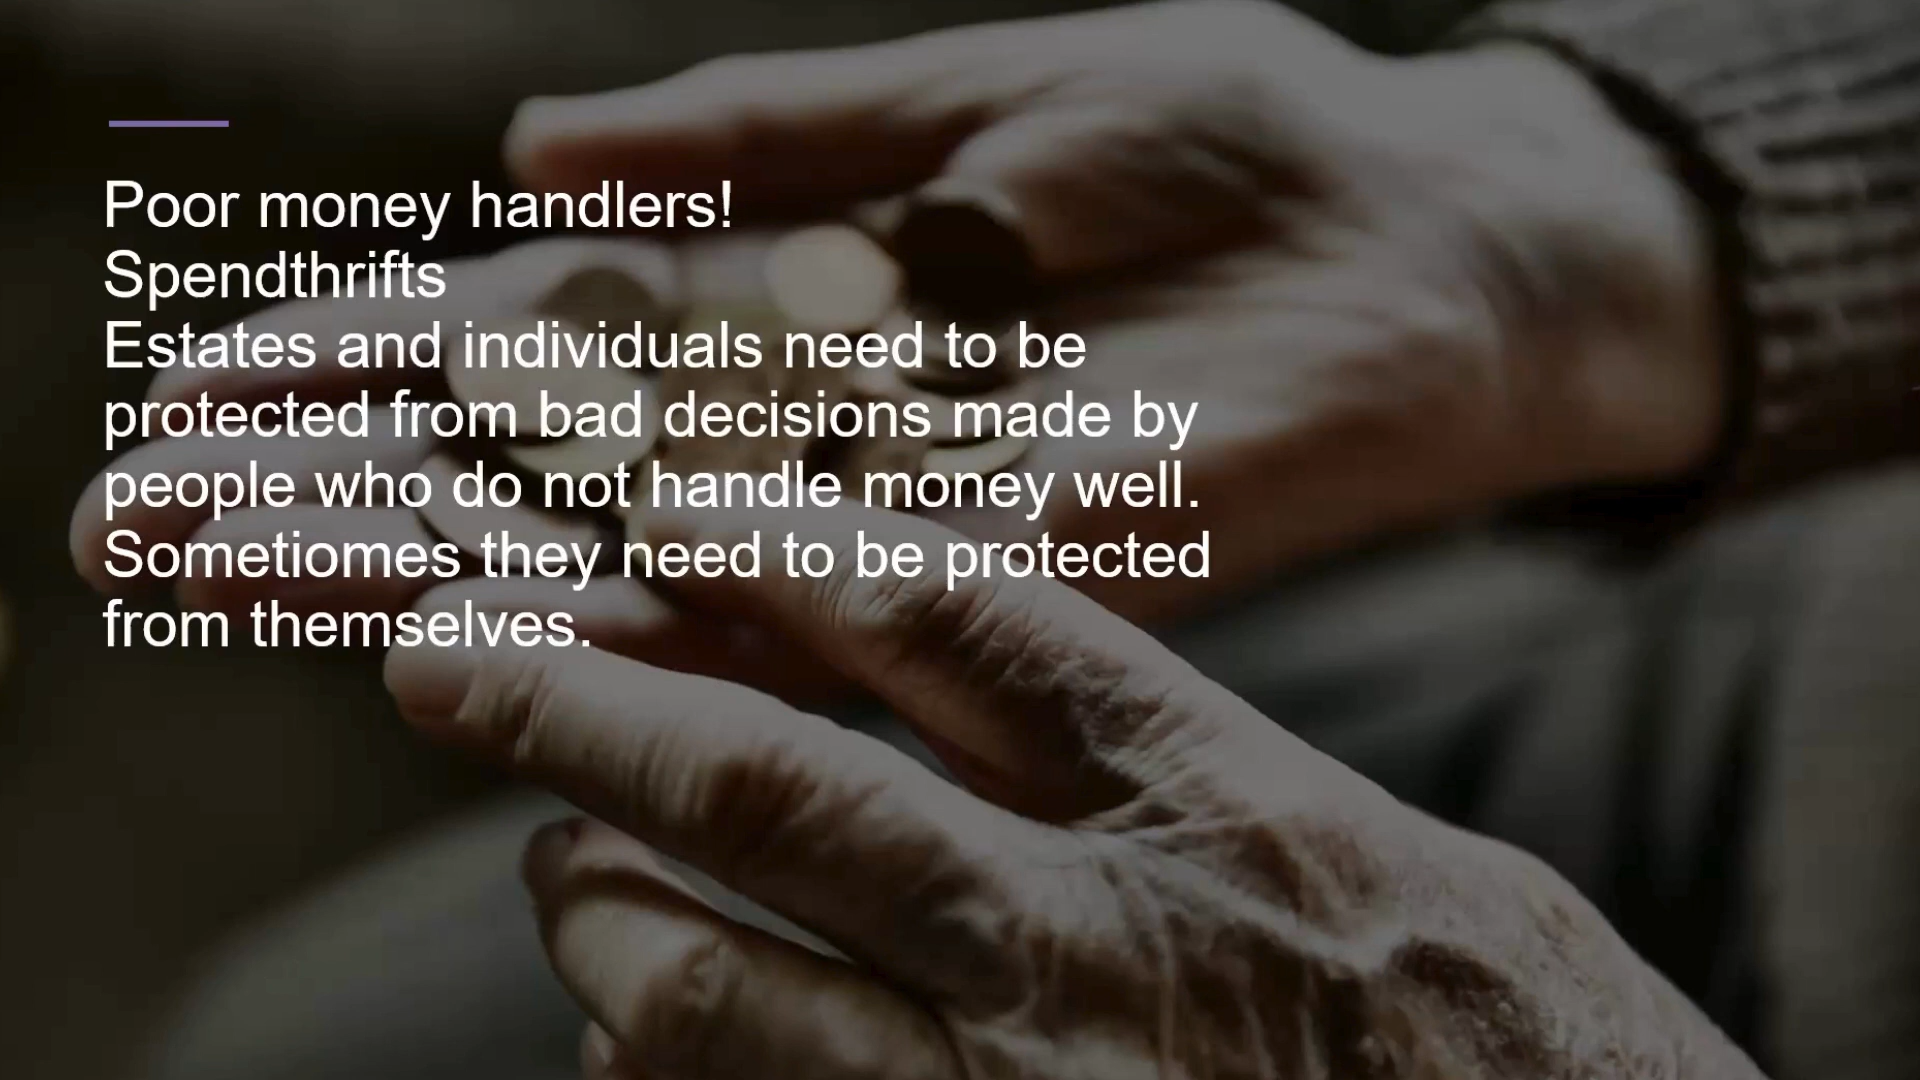 Poor money handlers!
Spendthrifts
Estates and individuals need to be
protected from bad decisions made by
people who do not handle money well.
Sometiomes they need to be protected
from themselves.